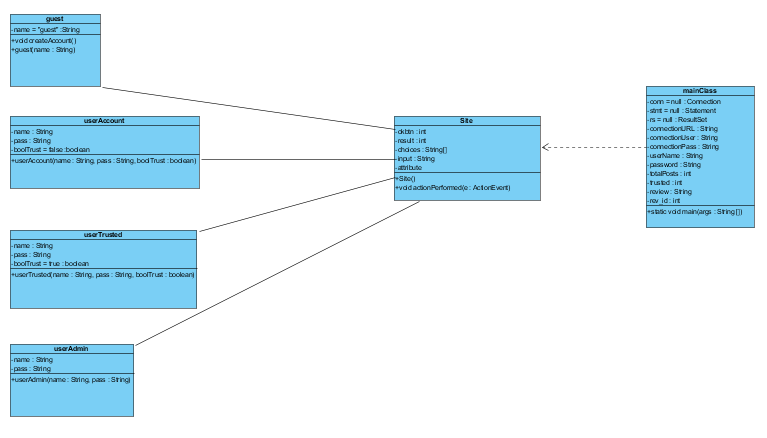 guest
-name = "guest" : String
+void createAccount()
+guest(name : String)
userAccount
-name : String
-pass : String
-boolTrust = false : boolean
+userAccount(name : String, pass : String, boolTrust : boolean)
userTrusted
-name : String
-pass : String
-boolTrust = true : boolean
+userTrusted(name : String, pass : String, boolTrust : boolean)
userAdmin
-name : String
-pass : String
+userAdmin(name : String, pass : String)
Site
-ckbtn : int
-result : int
-choices : String[]
-input : String
-attribute
+Site()
+void actionPerformed(e : ActionEvent)
mainClass
-conn = null : Connection
-stmt = null : Statement
-rs = null : ResultSet
-connectionURL : String
-connectionUser : String
-connectionPass : String
-userName : String
-password : String
-totalPosts : int
-trusted : int
-review : String
-rev_id : int
+static void main(args : String[])